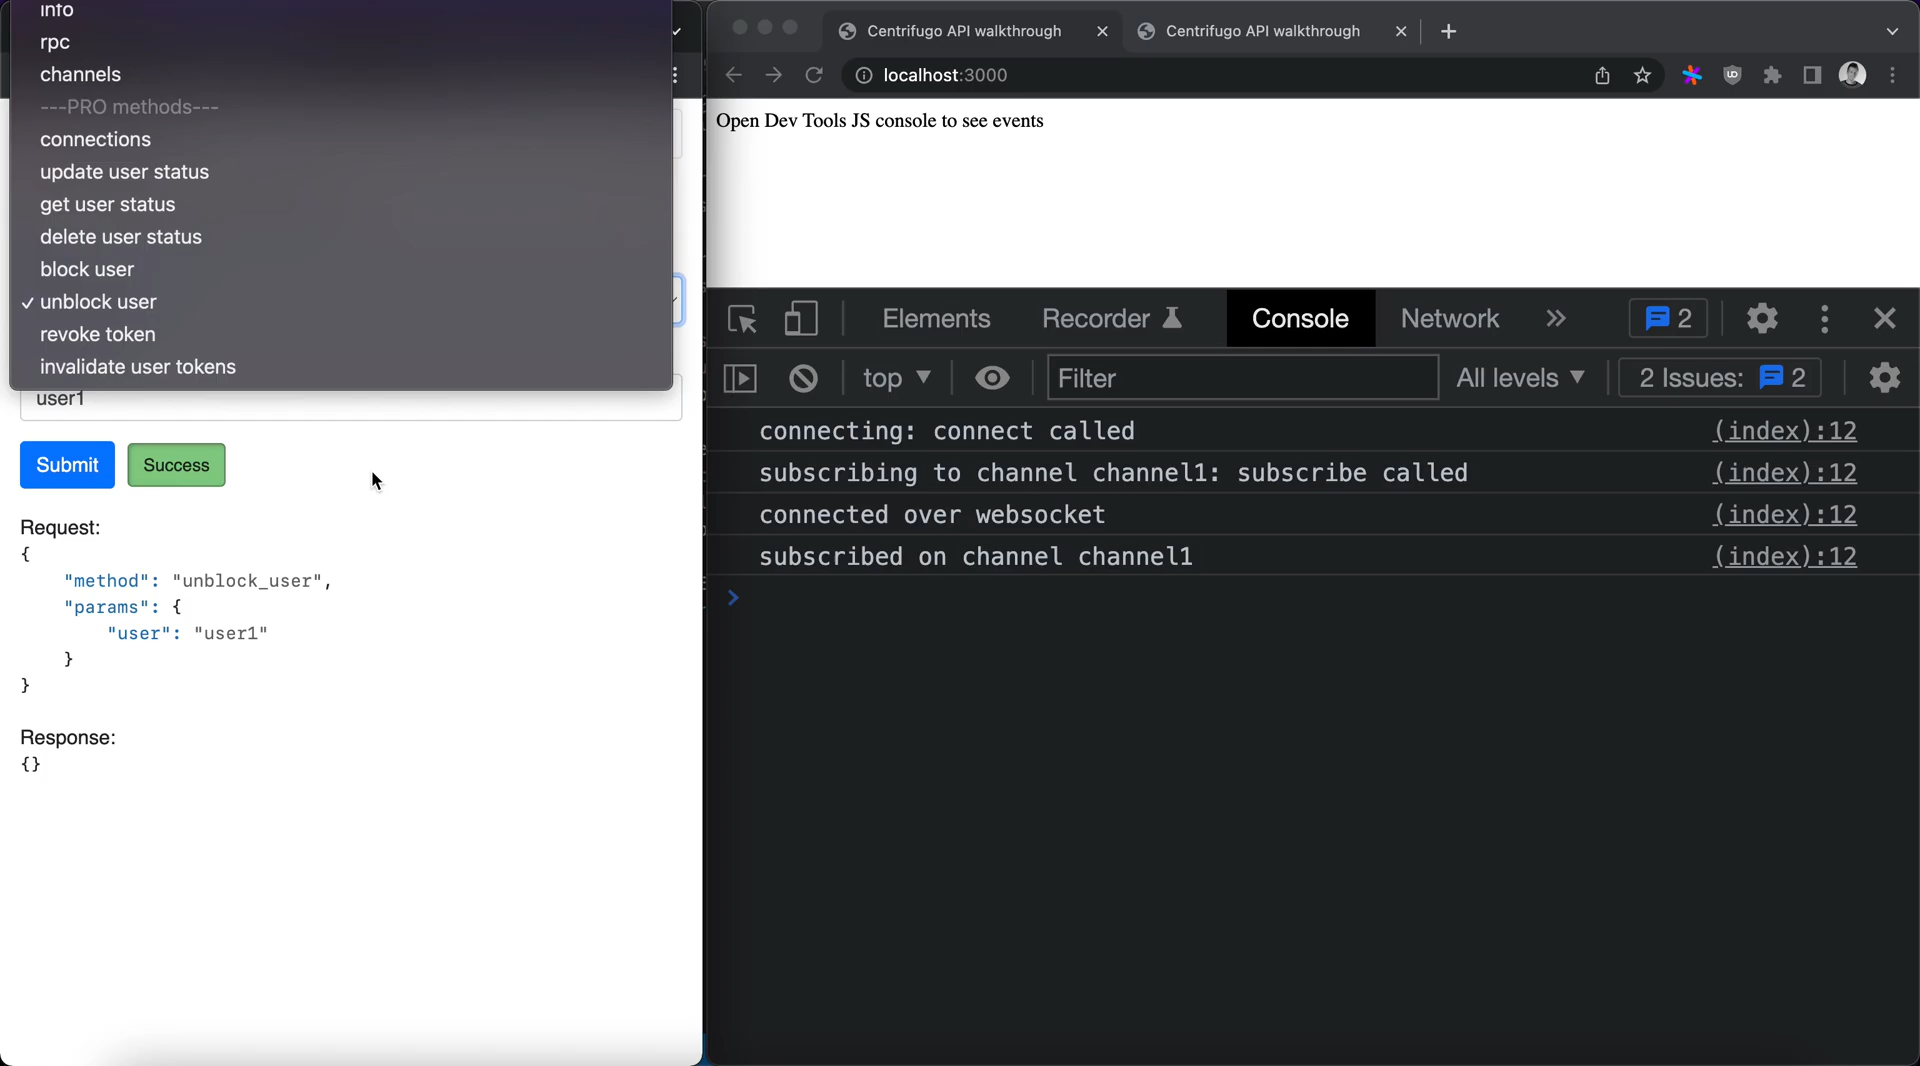 info
rpc
channels
---PRO methods---
connections
update user status
get user status
delete user status
block user
✓ unblock user
revoke token
invalidate user tokens
user1
Submit
Success
Request:
{
    "method": "unblock_user",
    "params": {
        "user": "user1"
    }
}
Response:
{}
Centrifugo API walkthrough
Centrifugo API walkthrough
localhost:3000
Open Dev Tools JS console to see events
Elements
Recorder
Console
Network
2
top
Filter
All levels
2 Issues:
2
connecting: connect called (index):12
subscribing to channel channel1: subscribe called (index):12
connected over websocket (index):12
subscribed on channel channel1 (index):12